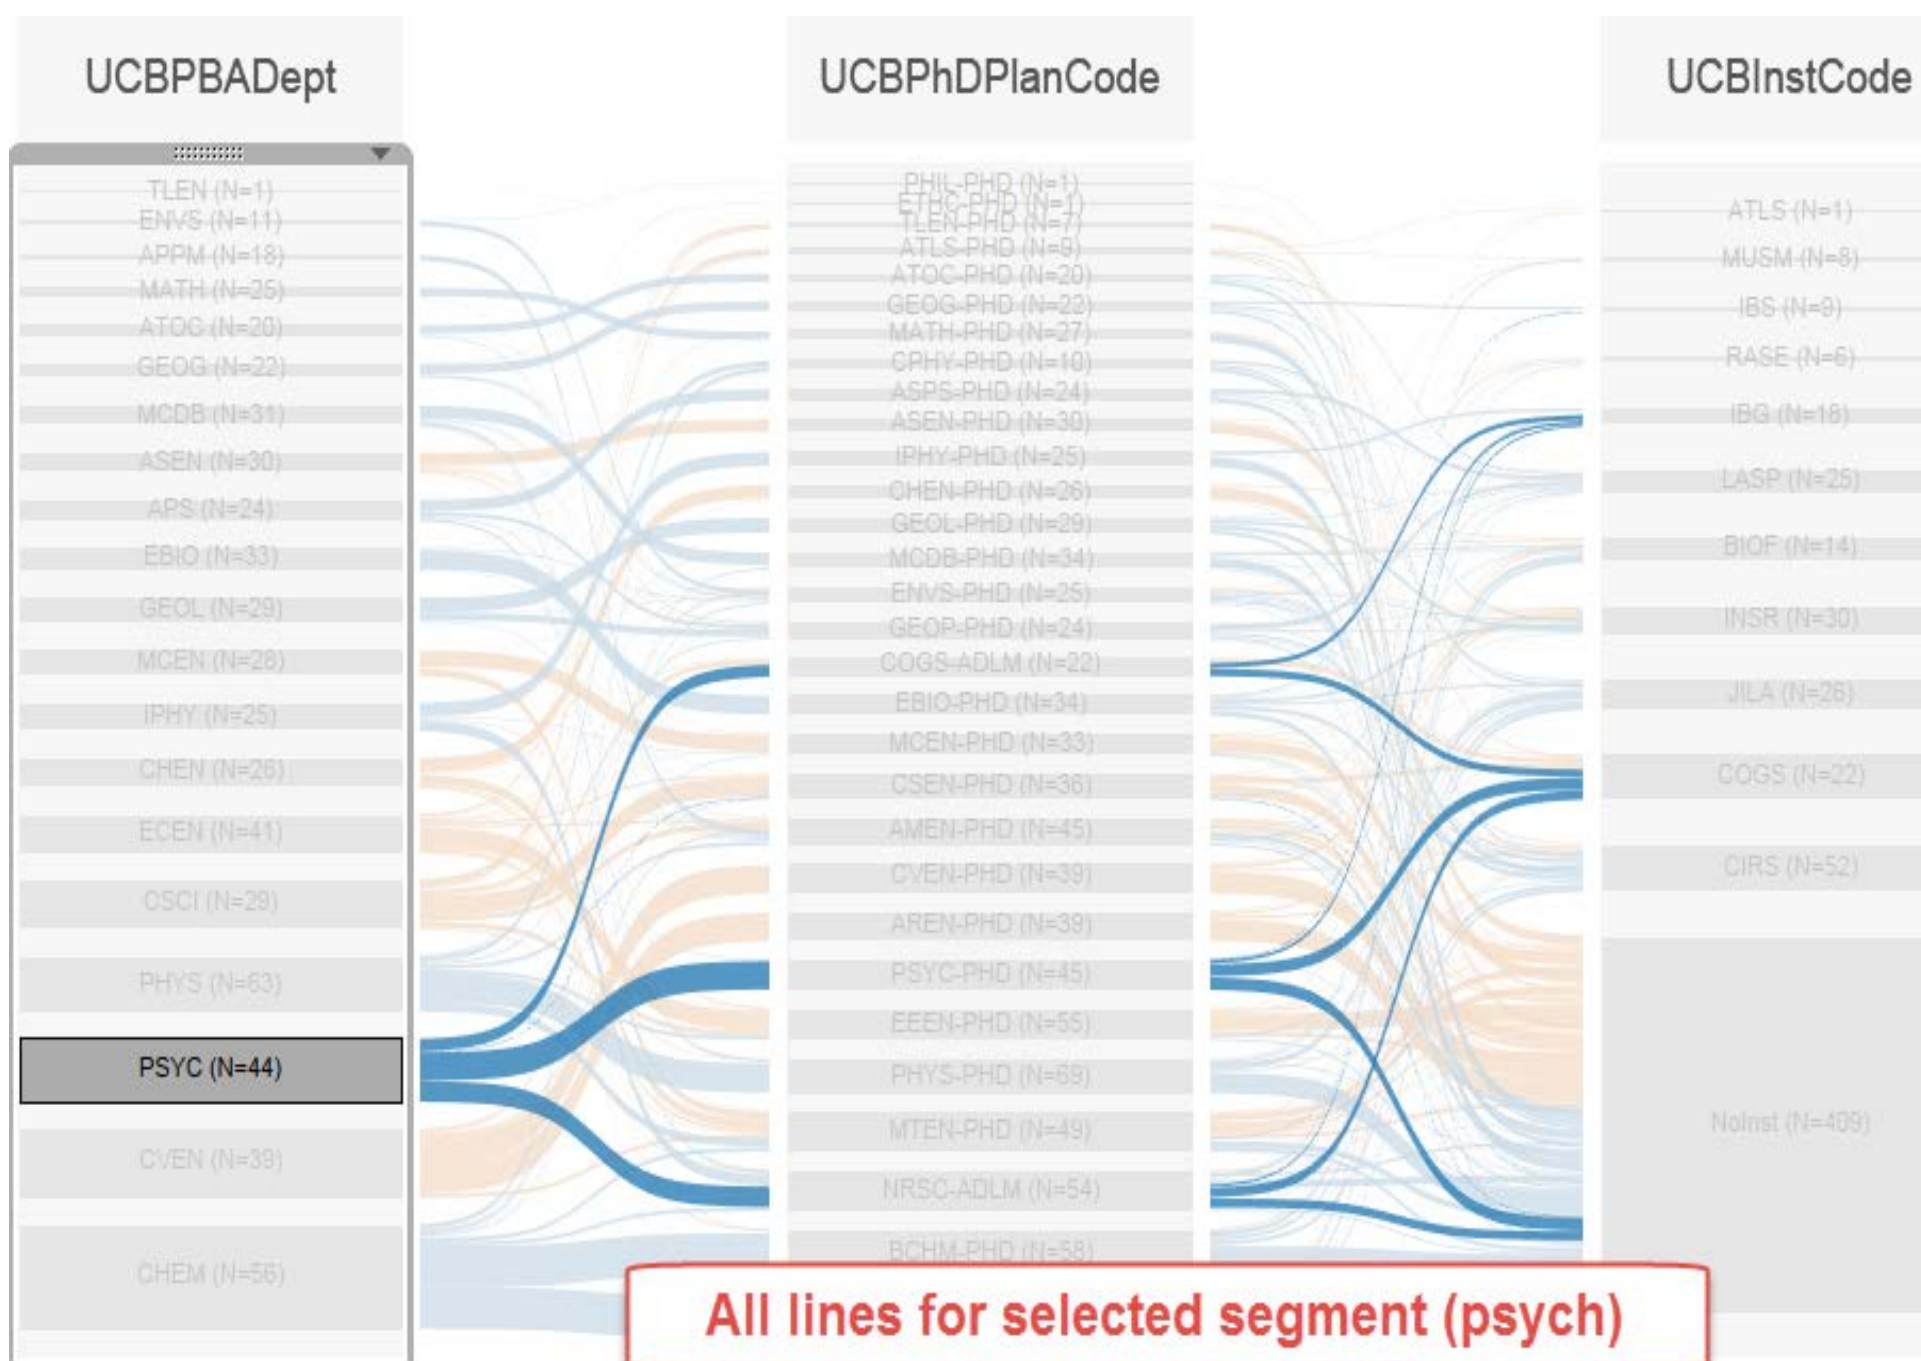 UCBPBADept
TLEN (N=1)
ENVS (N=11)
APPM (N=18)
MATH (N=25)
ATOC (N=20)
GEOG (N=22)
MCDB (N=31)
ASEN (N=30)
APS (N=24)
EBIO (N=33)
GEOL (N=29)
MCEN (N=28)
IPHY (N=25)
CHEN (N=26)
ECEN (N=41)
CSCI (N=29)
PHYS (N=63)
PSYC (N=44)
CVEN (N=39)
CHEM (N=56)
UCBPhDPlanCode
PHIL-PHD (N=1)
ETHC-PHD (N=1)
TLEN-PHD (N=7)
ATLS-PHD (N=9)
ATOC-PHD (N=20)
GEOG-PHD (N=22)
MATH-PHD (N=27)
CPHY-PHD (N=10)
ASPS-PHD (N=24)
ASEN-PHD (N=30)
IPHY-PHD (N=25)
CHEN-PHD (N=26)
GEOL-PHD (N=29)
MCDB-PHD (N=34)
ENVS-PHD (N=25)
GEOP-PHD (N=24)
COGS-ADLM (N=22)
EBIO-PHD (N=34)
MCEN-PHD (N=33)
CSEN-PHD (N=36)
AMEN-PHD (N=45)
CVEN-PHD (N=39)
AREN-PHD (N=39)
PSYC-PHD (N=45)
EEEN-PHD (N=55)
PHYS-PHD (N=69)
MTEN-PHD (N=49)
NRSC-ADLM (N=54)
BCHM-PHD (N=58)
UCBInstCode
ATLS (N=1)
MUSM (N=8)
IBS (N=9)
RASE (N=6)
IBG (N=18)
LASP (N=25)
BIOF (N=14)
INSR (N=30)
JILA (N=26)
COGS (N=22)
CIRS (N=52)
NoInst (N=409)
All lines for selected segment (psych)